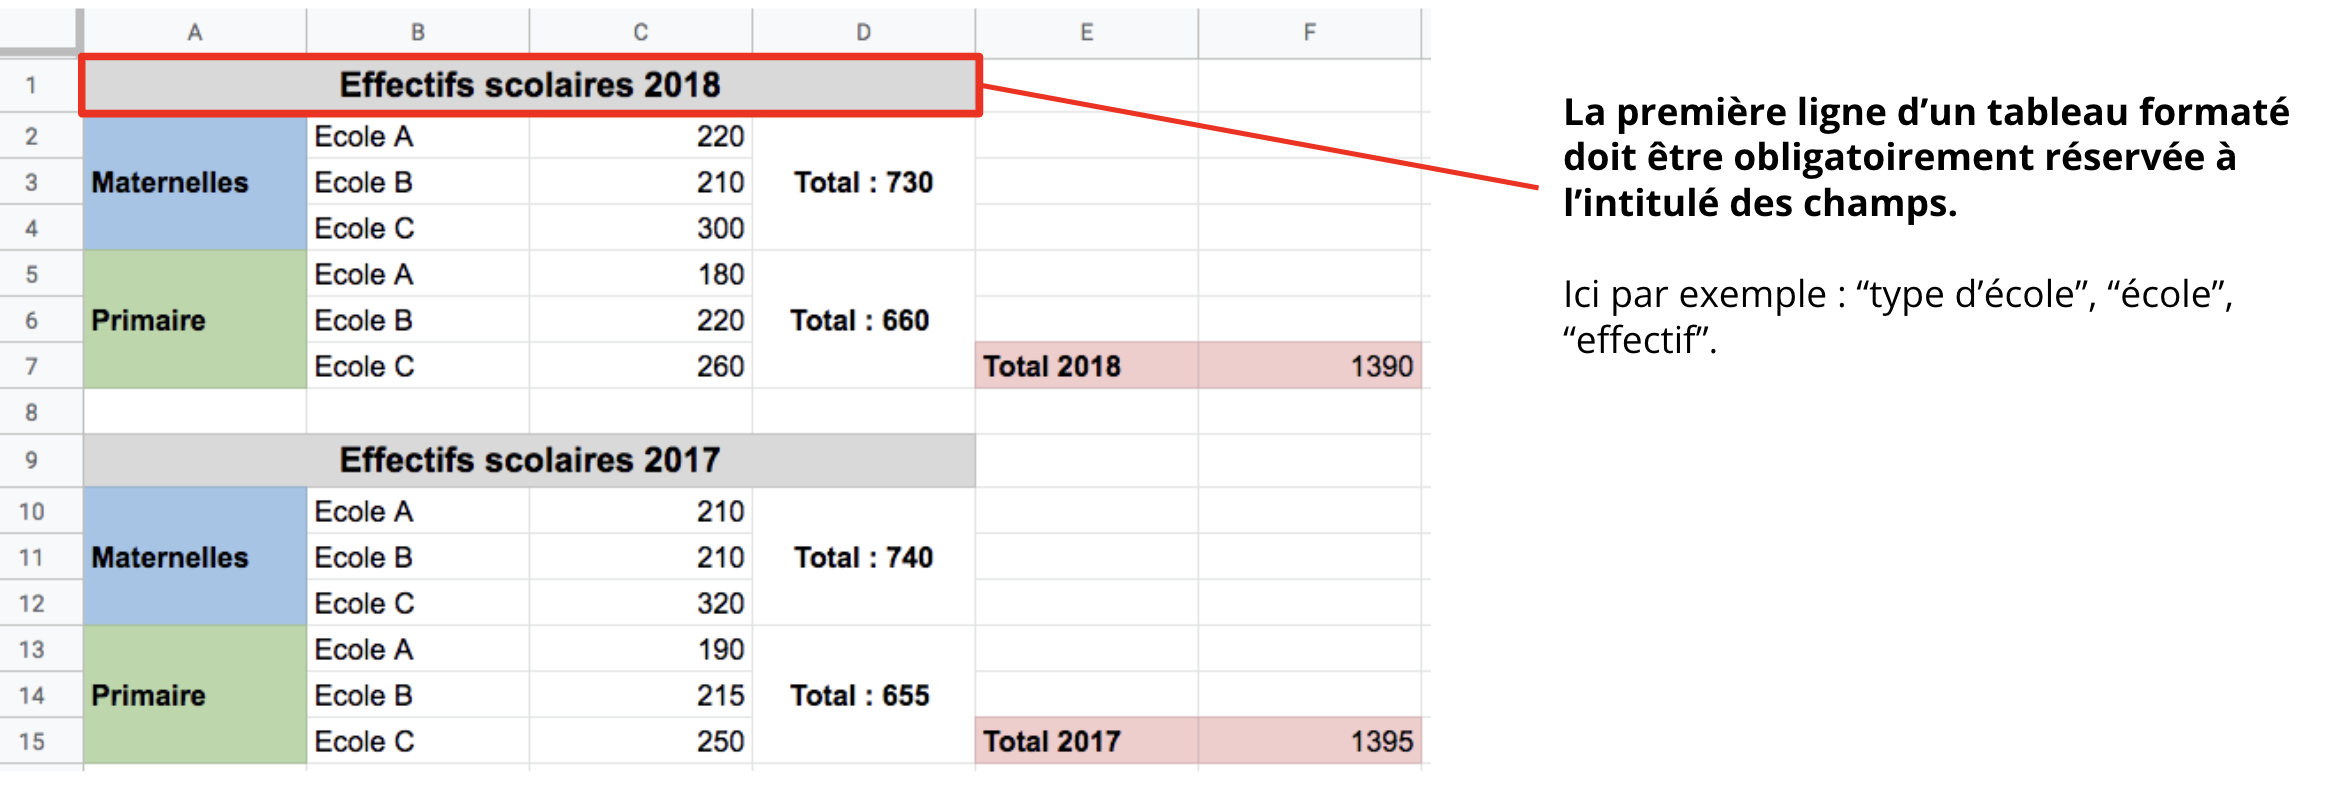 A B C D E F
1 Effectifs scolaires 2018
2 Ecole A 220
3 Maternelles Ecole B 210 Total : 730
4 Ecole C 300
5 Ecole A 180
6 Primaire Ecole B 220 Total : 660
7 Ecole C 260 Total 2018 1390
8
9 Effectifs scolaires 2017
10 Ecole A 210
11 Maternelles Ecole B 210 Total : 740
12 Ecole C 320
13 Ecole A 190
14 Primaire Ecole B 215 Total : 655
15 Ecole C 250 Total 2017 1395
La première ligne d’un tableau formaté
doit être obligatoirement réservée à
l’intitulé des champs.
Ici par exemple : “type d’école”, “école”,
“effectif”.